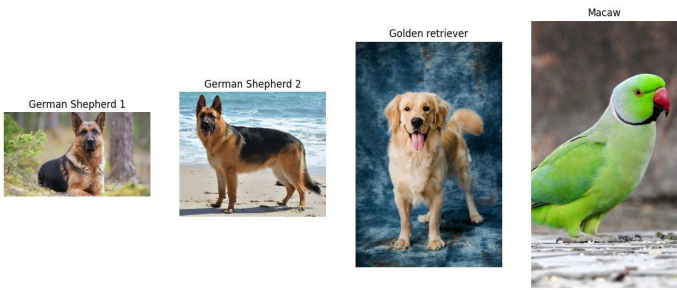 German Shepherd 1
German Shepherd 2
Golden retriever
Macaw